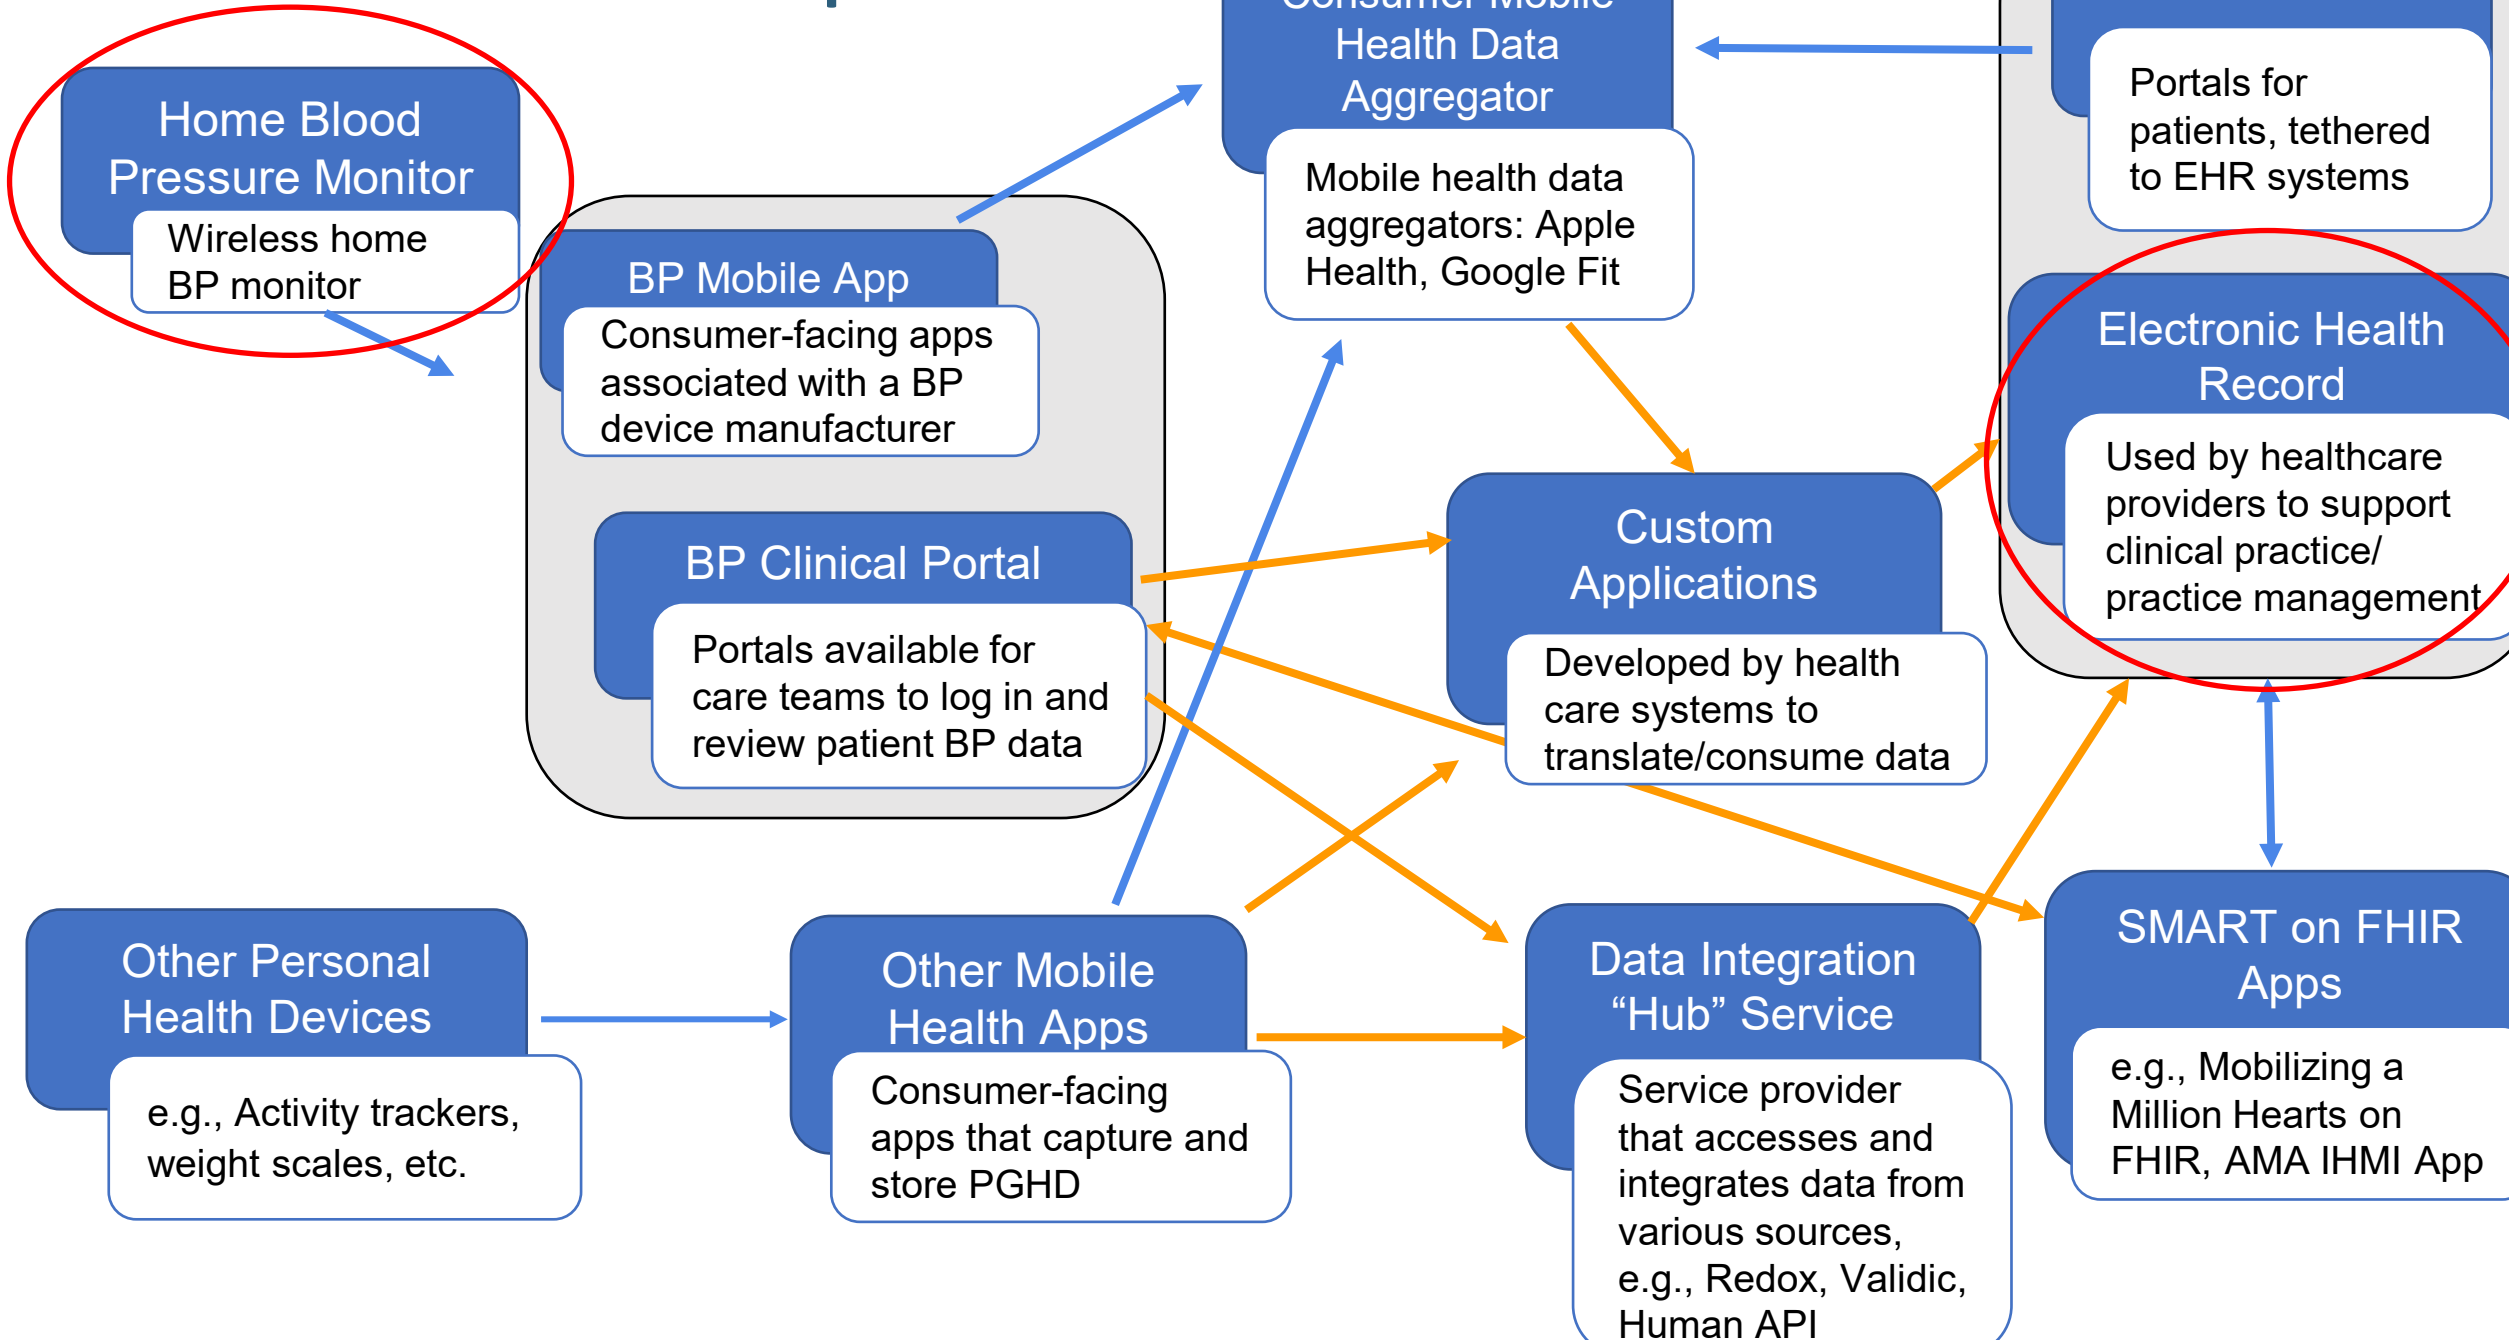 Home Blood
Pressure Monitor
Wireless home
BP monitor
Consumer Mobile
Health Data
Aggregator
Mobile health data
aggregators: Apple
Health, Google Fit
Portals for
patients, tethered
to EHR systems
BP Mobile App
Consumer-facing apps
associated with a BP
device manufacturer
BP Clinical Portal
Portals available for
care teams to log in and
review patient BP data
Custom
Applications
Developed by health
care systems to
translate/consume data
Electronic Health
Record
Used by healthcare
providers to support
clinical practice/
practice management
Other Personal
Health Devices
e.g., Activity trackers,
weight scales, etc.
Other Mobile
Health Apps
Consumer-facing
apps that capture and
store PGHD
Data Integration
“Hub” Service
Service provider
that accesses and
integrates data from
various sources,
e.g., Redox, Validic,
Human API
SMART on FHIR
Apps
e.g., Mobilizing a
Million Hearts on
FHIR, AMA IHMI App